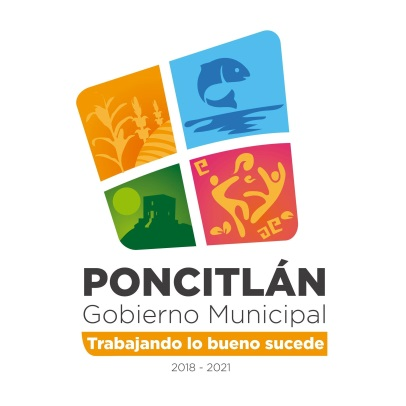 PONCITLÁN
Gobierno Municipal
Trabajando lo bueno sucede
2018 - 2021